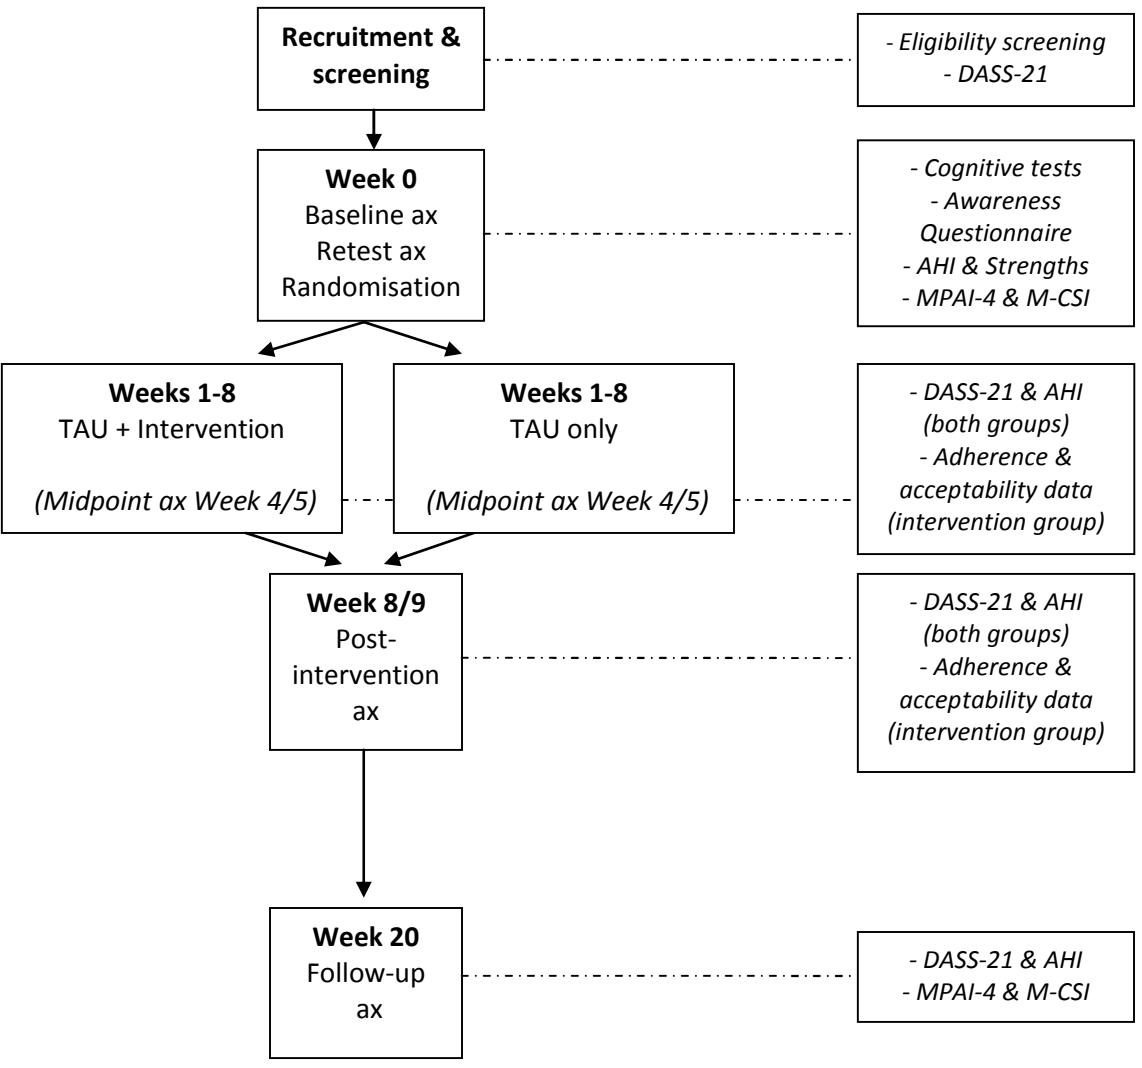 Recruitment &
screening
- Eligibility screening
- DASS-21
Week 0
Baseline ax
Retest ax
Randomisation
- Cognitive tests
- Awareness
Questionnaire
- AHI & Strengths
- MPAI-4 & M-CSI
Weeks 1-8
TAU + Intervention
(Midpoint ax Week 4/5)
Weeks 1-8
TAU only
(Midpoint ax Week 4/5)
- DASS-21 & AHI
(both groups)
- Adherence &
acceptability data
(intervention group)
Week 8/9
Post-
intervention
ax
- DASS-21 & AHI
(both groups)
- Adherence &
acceptability data
(intervention group)
Week 20
Follow-up
ax
- DASS-21 & AHI
- MPAI-4 & M-CSI